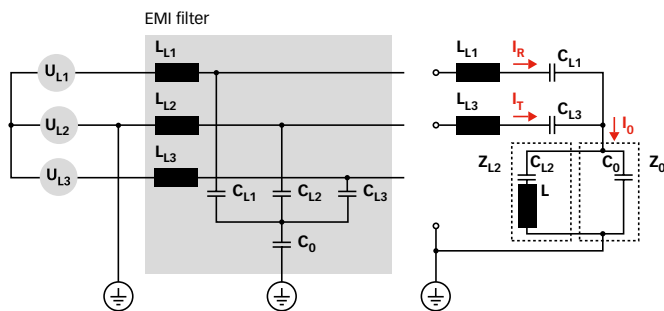 EMI filter
U_L1
U_L2
U_L3
L_L1
L_L2
L_L3
C_L1
C_L2
C_L3
C_0
L_L1
I_R
C_L1
L_L3
I_T
C_L3
I_0
Z_L2
C_L2
L
C_0
Z_0